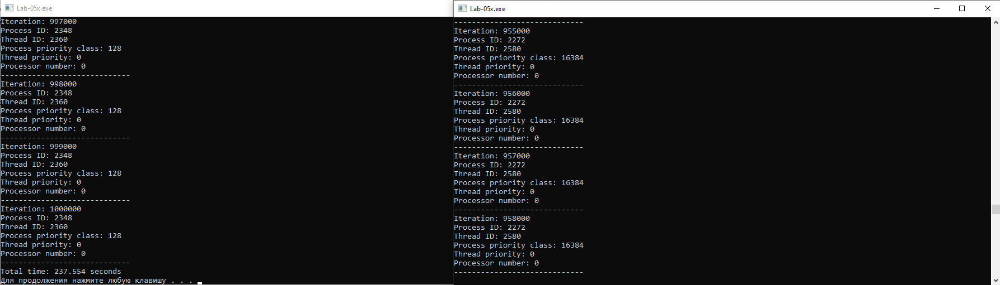 Lab-05x.exe
Iteration: 997000
Process ID: 2348
Thread ID: 2360
Process priority class: 128
Thread priority: 0
Processor number: 0
-----------------------------
Iteration: 998000
Process ID: 2348
Thread ID: 2360
Process priority class: 128
Thread priority: 0
Processor number: 0
-----------------------------
Iteration: 999000
Process ID: 2348
Thread ID: 2360
Process priority class: 128
Thread priority: 0
Processor number: 0
-----------------------------
Iteration: 1000000
Process ID: 2348
Thread ID: 2360
Process priority class: 128
Thread priority: 0
Processor number: 0
-----------------------------
Total time: 237.554 seconds
Для продолжения нажмите любую клавишу . . .
Lab-05x.exe
-----------------------------
Iteration: 955000
Process ID: 2272
Thread ID: 2580
Process priority class: 16384
Thread priority: 0
Processor number: 0
-----------------------------
Iteration: 956000
Process ID: 2272
Thread ID: 2580
Process priority class: 16384
Thread priority: 0
Processor number: 0
-----------------------------
Iteration: 957000
Process ID: 2272
Thread ID: 2580
Process priority class: 16384
Thread priority: 0
Processor number: 0
-----------------------------
Iteration: 958000
Process ID: 2272
Thread ID: 2580
Process priority class: 16384
Thread priority: 0
Processor number: 0
-----------------------------